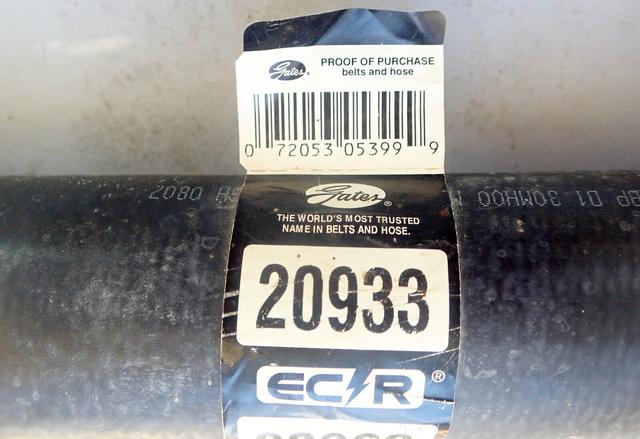 Gates®
PROOF OF PURCHASE
belts and hose
0 72053 05399 9
Gates®
THE WORLD'S MOST TRUSTED
NAME IN BELTS AND HOSE.
20933
ECR®